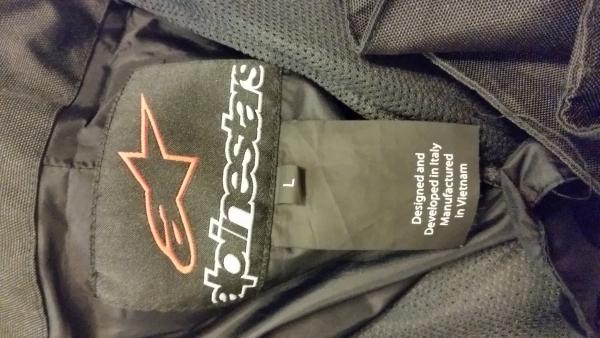 alpinestars
L
Designed and
Developed in Italy
Manufactured
in Vietnam